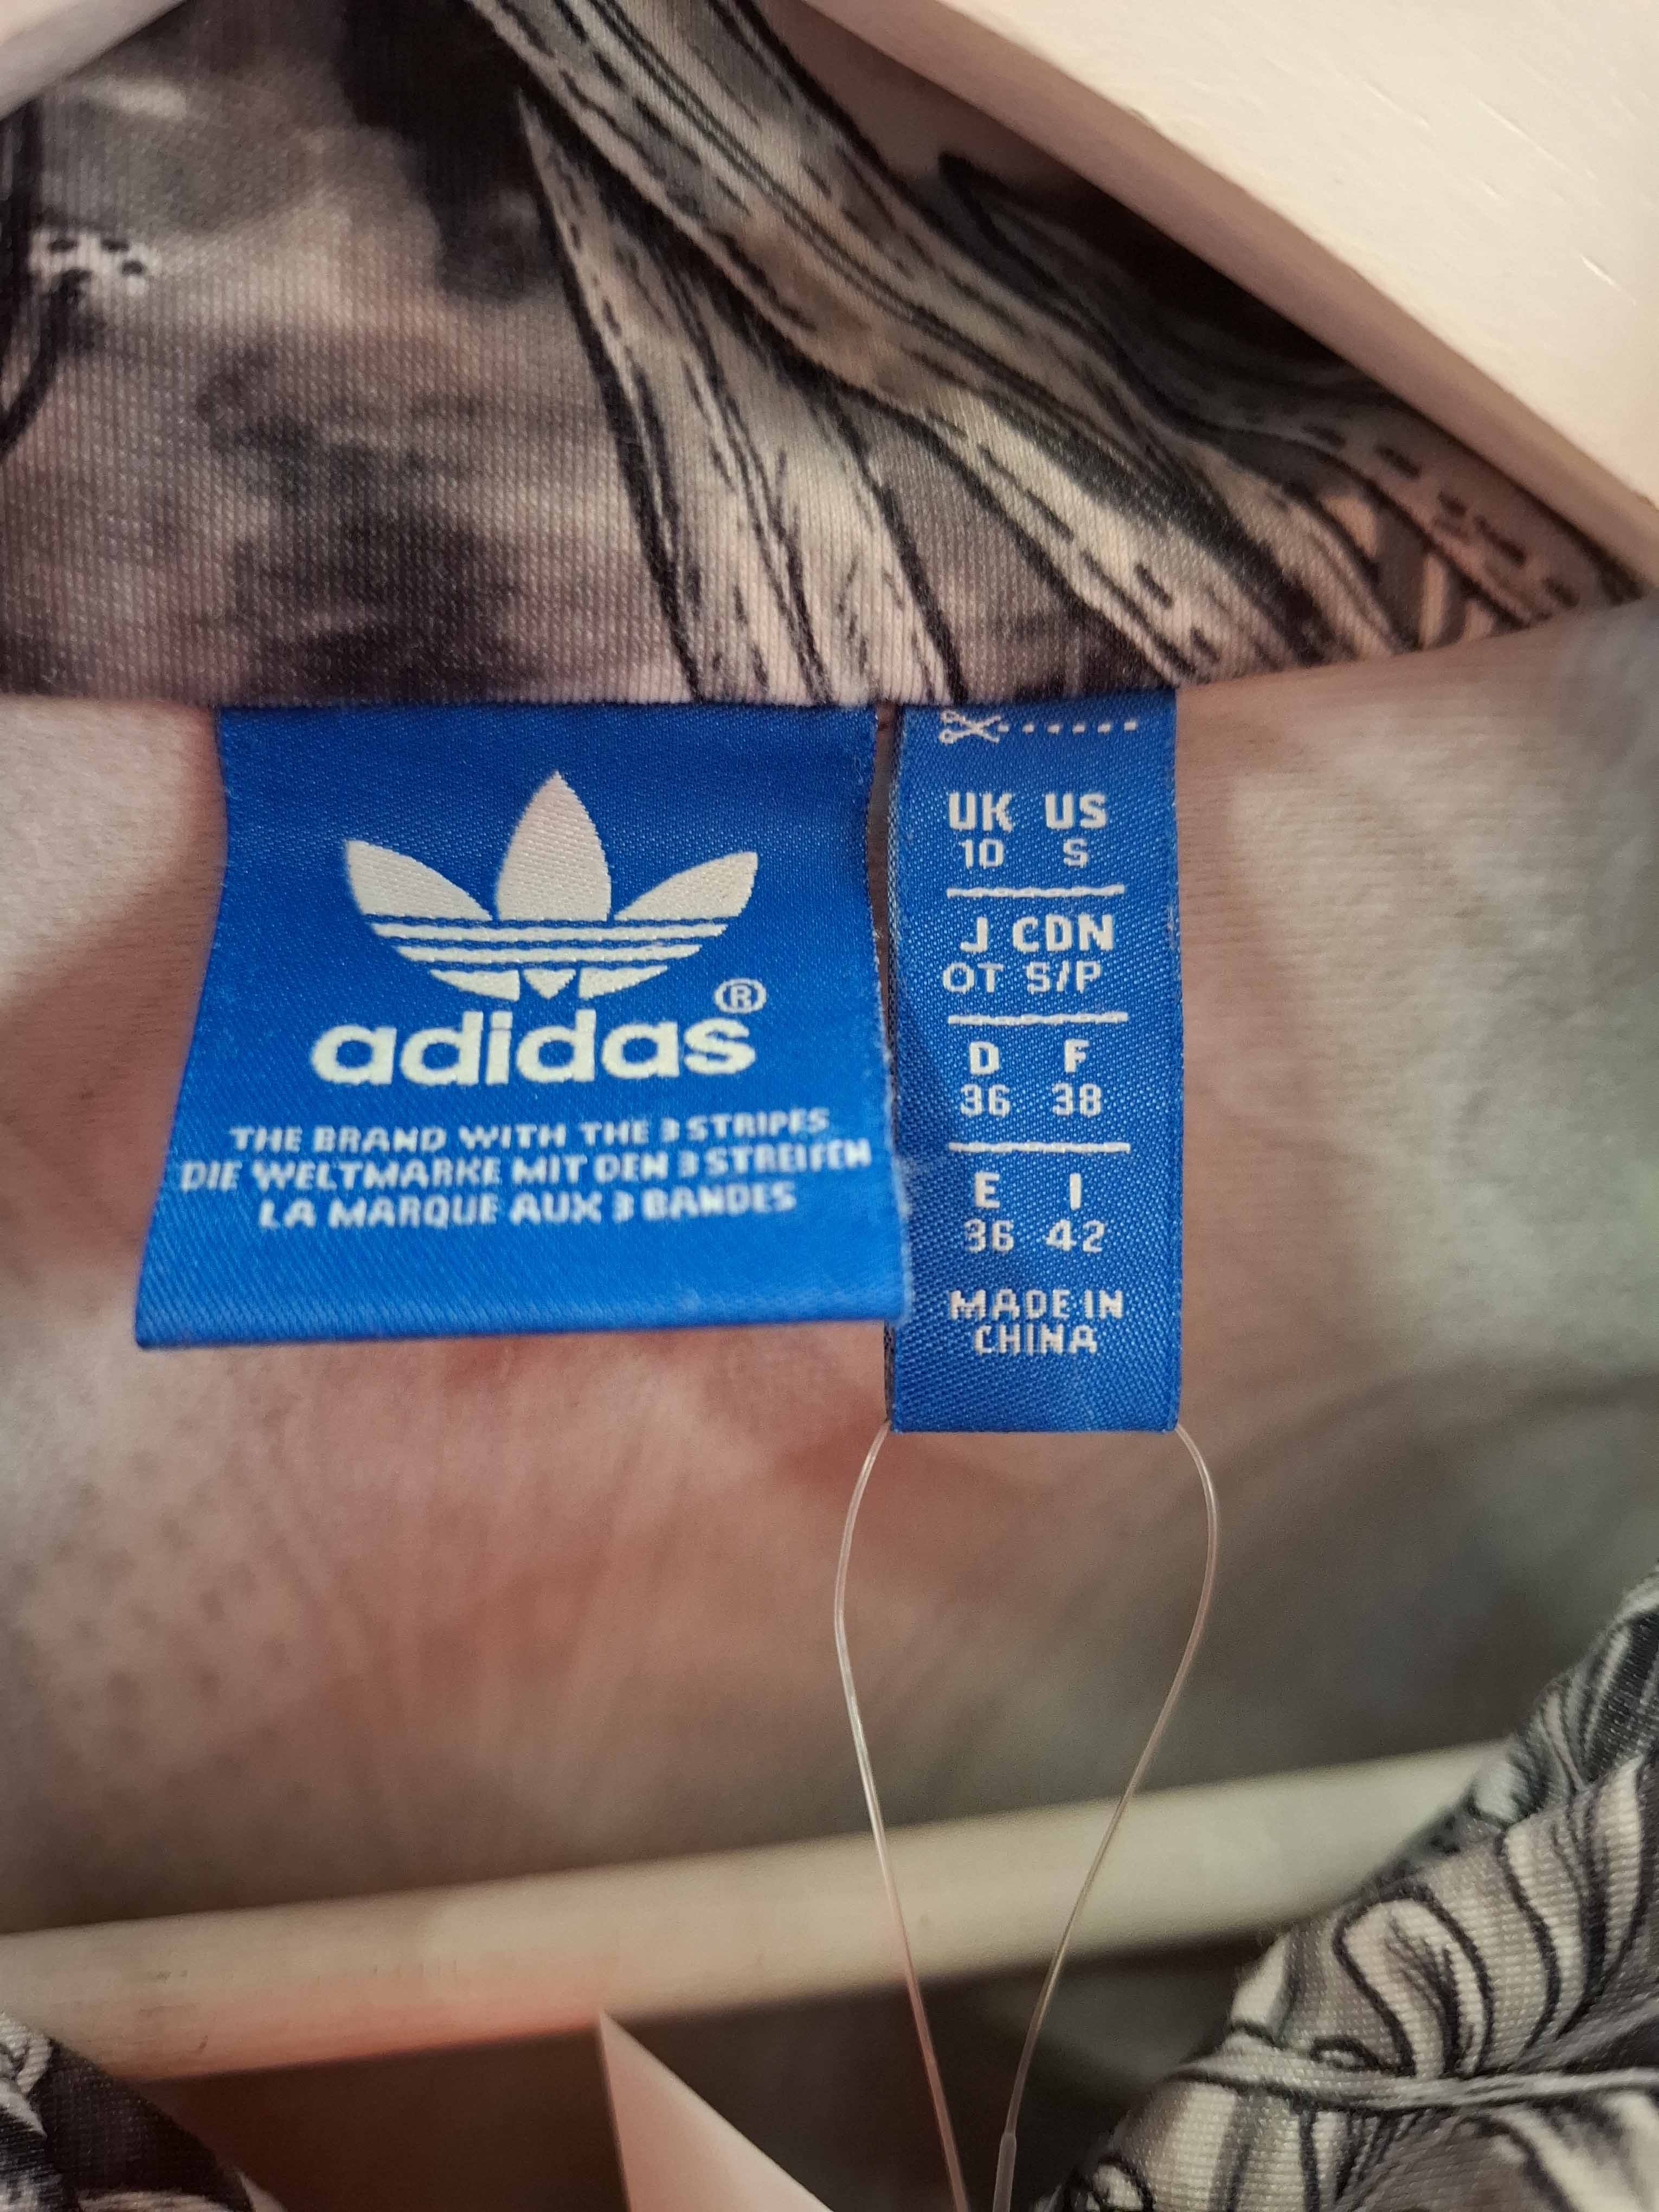 ®
adidas
THE BRAND WITH THE 3 STRIPES
DIE WELTMARKE MIT DEN 3 STREIFEN
LA MARQUE AUX 3 BANDES
UK US
10 S
J CDN
OT S/P
D F
36 38
E I
36 42
MADE IN
CHINA